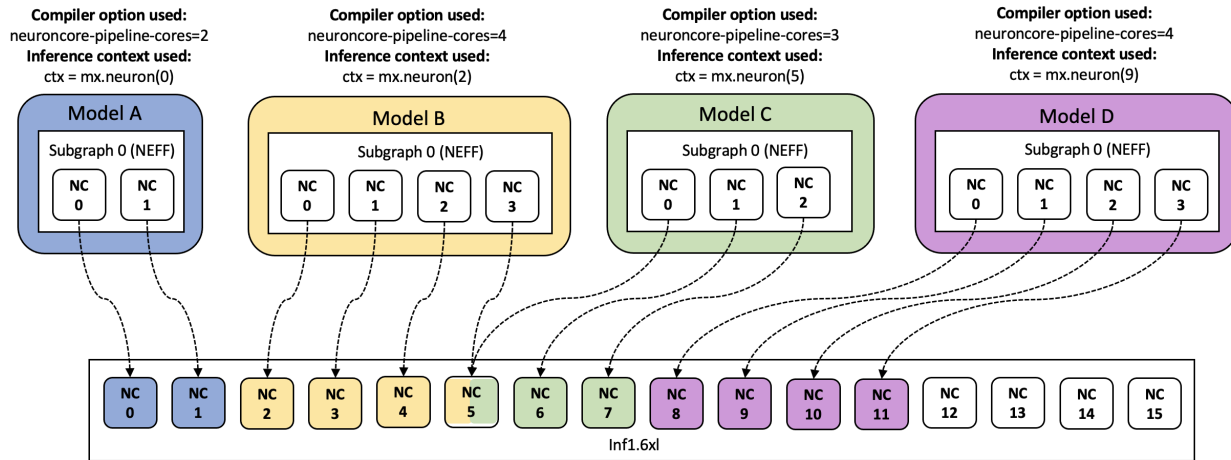 Compiler option used:
neuroncore-pipeline-cores=2
Inference context used:
ctx = mx.neuron(0)
Compiler option used:
neuroncore-pipeline-cores=4
Inference context used:
ctx = mx.neuron(2)
Compiler option used:
neuroncore-pipeline-cores=3
Inference context used:
ctx = mx.neuron(5)
Compiler option used:
neuroncore-pipeline-cores=4
Inference context used:
ctx = mx.neuron(9)
Model A
Subgraph 0 (NEFF)
NC
0
NC
1
Model B
Subgraph 0 (NEFF)
NC
0
NC
1
NC
2
NC
3
Model C
Subgraph 0 (NEFF)
NC
0
NC
1
NC
2
Model D
Subgraph 0 (NEFF)
NC
0
NC
1
NC
2
NC
3
NC
0
NC
1
NC
2
NC
3
NC
4
NC
5
NC
6
NC
7
NC
8
NC
9
NC
10
NC
11
NC
12
NC
13
NC
14
NC
15
Inf1.6xl